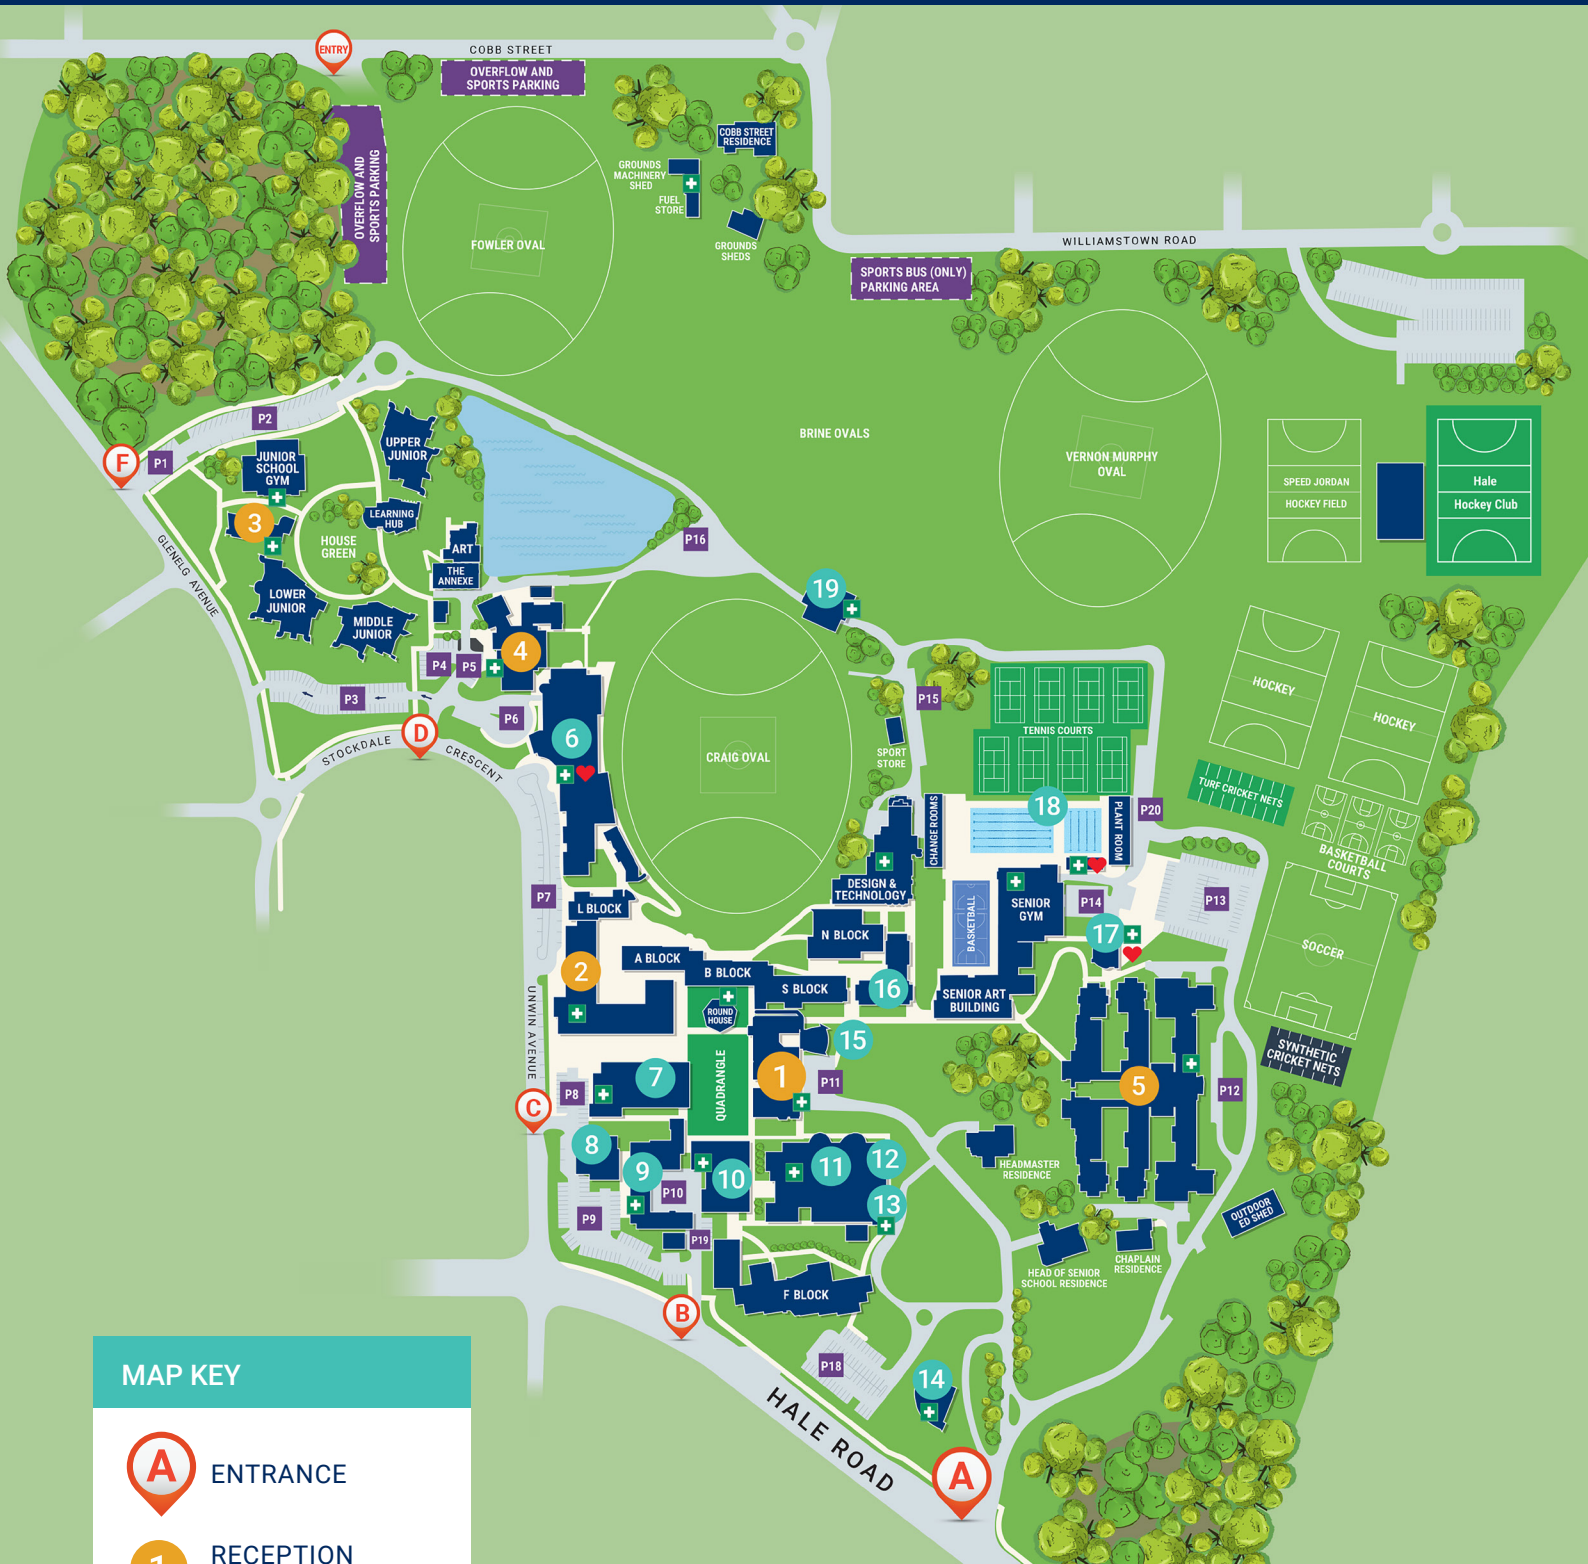 ENTRY
COBB STREET
OVERFLOW AND
SPORTS PARKING
OVERFLOW AND
SPORTS PARKING
COBB STREET
RESIDENCE
GROUNDS
MACHINERY
SHED
FUEL
STORE
GROUNDS
SHEDS
FOWLER OVAL
WILLIAMSTOWN ROAD
SPORTS BUS (ONLY)
PARKING AREA
P2
F
P1
UPPER
JUNIOR
JUNIOR
SCHOOL
GYM
BRINE OVALS
VERNON MURPHY
OVAL
SPEED JORDAN
HOCKEY FIELD
Hale
Hockey Club
3
LEARNING
HUB
HOUSE
GREEN
ART
THE
ANNEXE
P16
GLENELG AVENUE
LOWER
JUNIOR
MIDDLE
JUNIOR
19
4
P4
P5
P3
P6
D
STOCKDALE
CRESCENT
6
CRAIG OVAL
P15
SPORT
STORE
TENNIS COURTS
HOCKEY
HOCKEY
TURF CRICKET NETS
BASKETBALL
COURTS
18
CHANGE ROOMS
PLANT ROOM
P20
P7
L BLOCK
DESIGN &
TECHNOLOGY
BASKETBALL
SENIOR
GYM
P14
P13
17
SOCCER
N BLOCK
2
A BLOCK
B BLOCK
S BLOCK
16
SENIOR ART
BUILDING
ROUND
HOUSE
UNWIN AVENUE
15
SYNTHETIC
CRICKET NETS
7
QUADRANGLE
1
P11
5
P12
P8
C
8
9
10
11
12
13
HEADMASTER
RESIDENCE
P10
P9
P19
OUTDOOR
ED SHED
HEAD OF SENIOR
SCHOOL RESIDENCE
CHAPLAIN
RESIDENCE
F BLOCK
B
P18
14
HALE ROAD
A
MAP KEY
A
ENTRANCE
1
RECEPTION